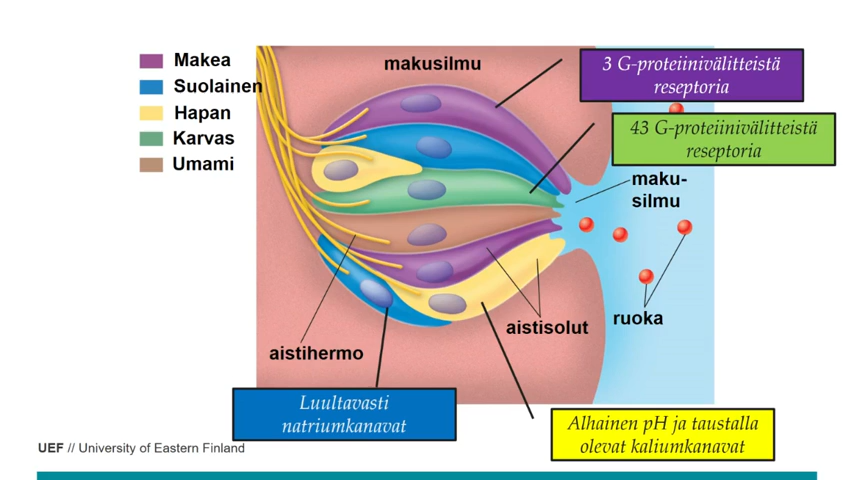 Makea
Suolainen
Hapan
Karvas
Umami
makusilmu
3 G-proteiinivälitteistä
reseptoria
43 G-proteiinivälitteistä
reseptoria
maku-
silmu
ruoka
aistisolut
aistihermo
Luultavasti
natriumkanavat
Alhainen pH ja taustalla
olevat kaliumkanavat
UEF // University of Eastern Finland